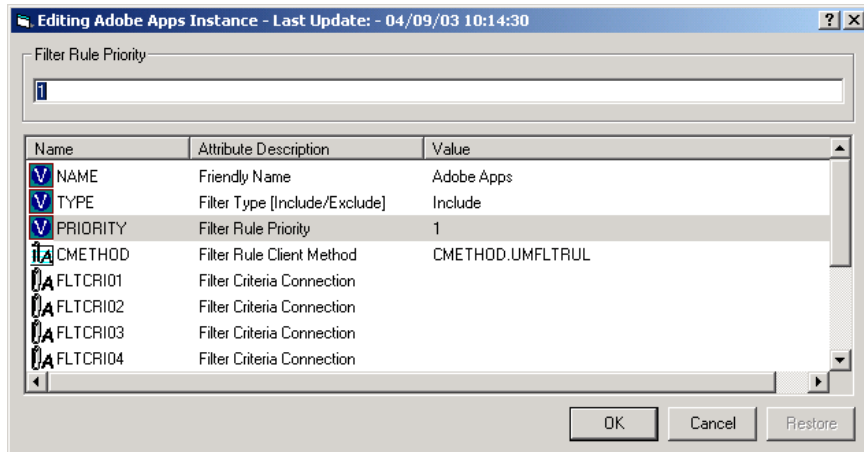 Editing Adobe Apps Instance - Last Update: - 04/09/03 10:14:30
Filter Rule Priority
1
Name Attribute Description Value
V NAME Friendly Name Adobe Apps
V TYPE Filter Type [Include/Exclude] Include
V PRIORITY Filter Rule Priority 1
A CMETHOD Filter Rule Client Method CMETHOD.UMFLTRUL
A FLTCRI01 Filter Criteria Connection
A FLTCRI02 Filter Criteria Connection
A FLTCRI03 Filter Criteria Connection
A FLTCRI04 Filter Criteria Connection
OK Cancel Restore